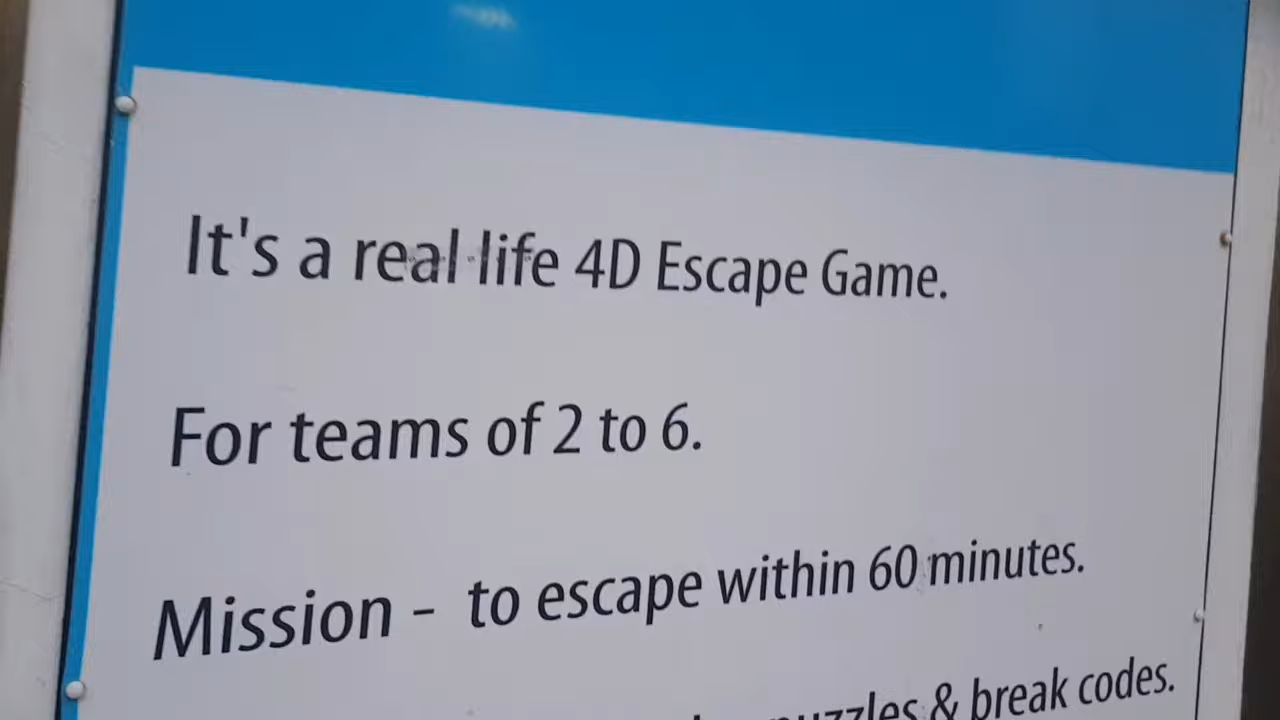 It's a real life 4D Escape Game.
For teams of 2 to 6.
Mission - to escape within 60 minutes.
puzzles & break codes.